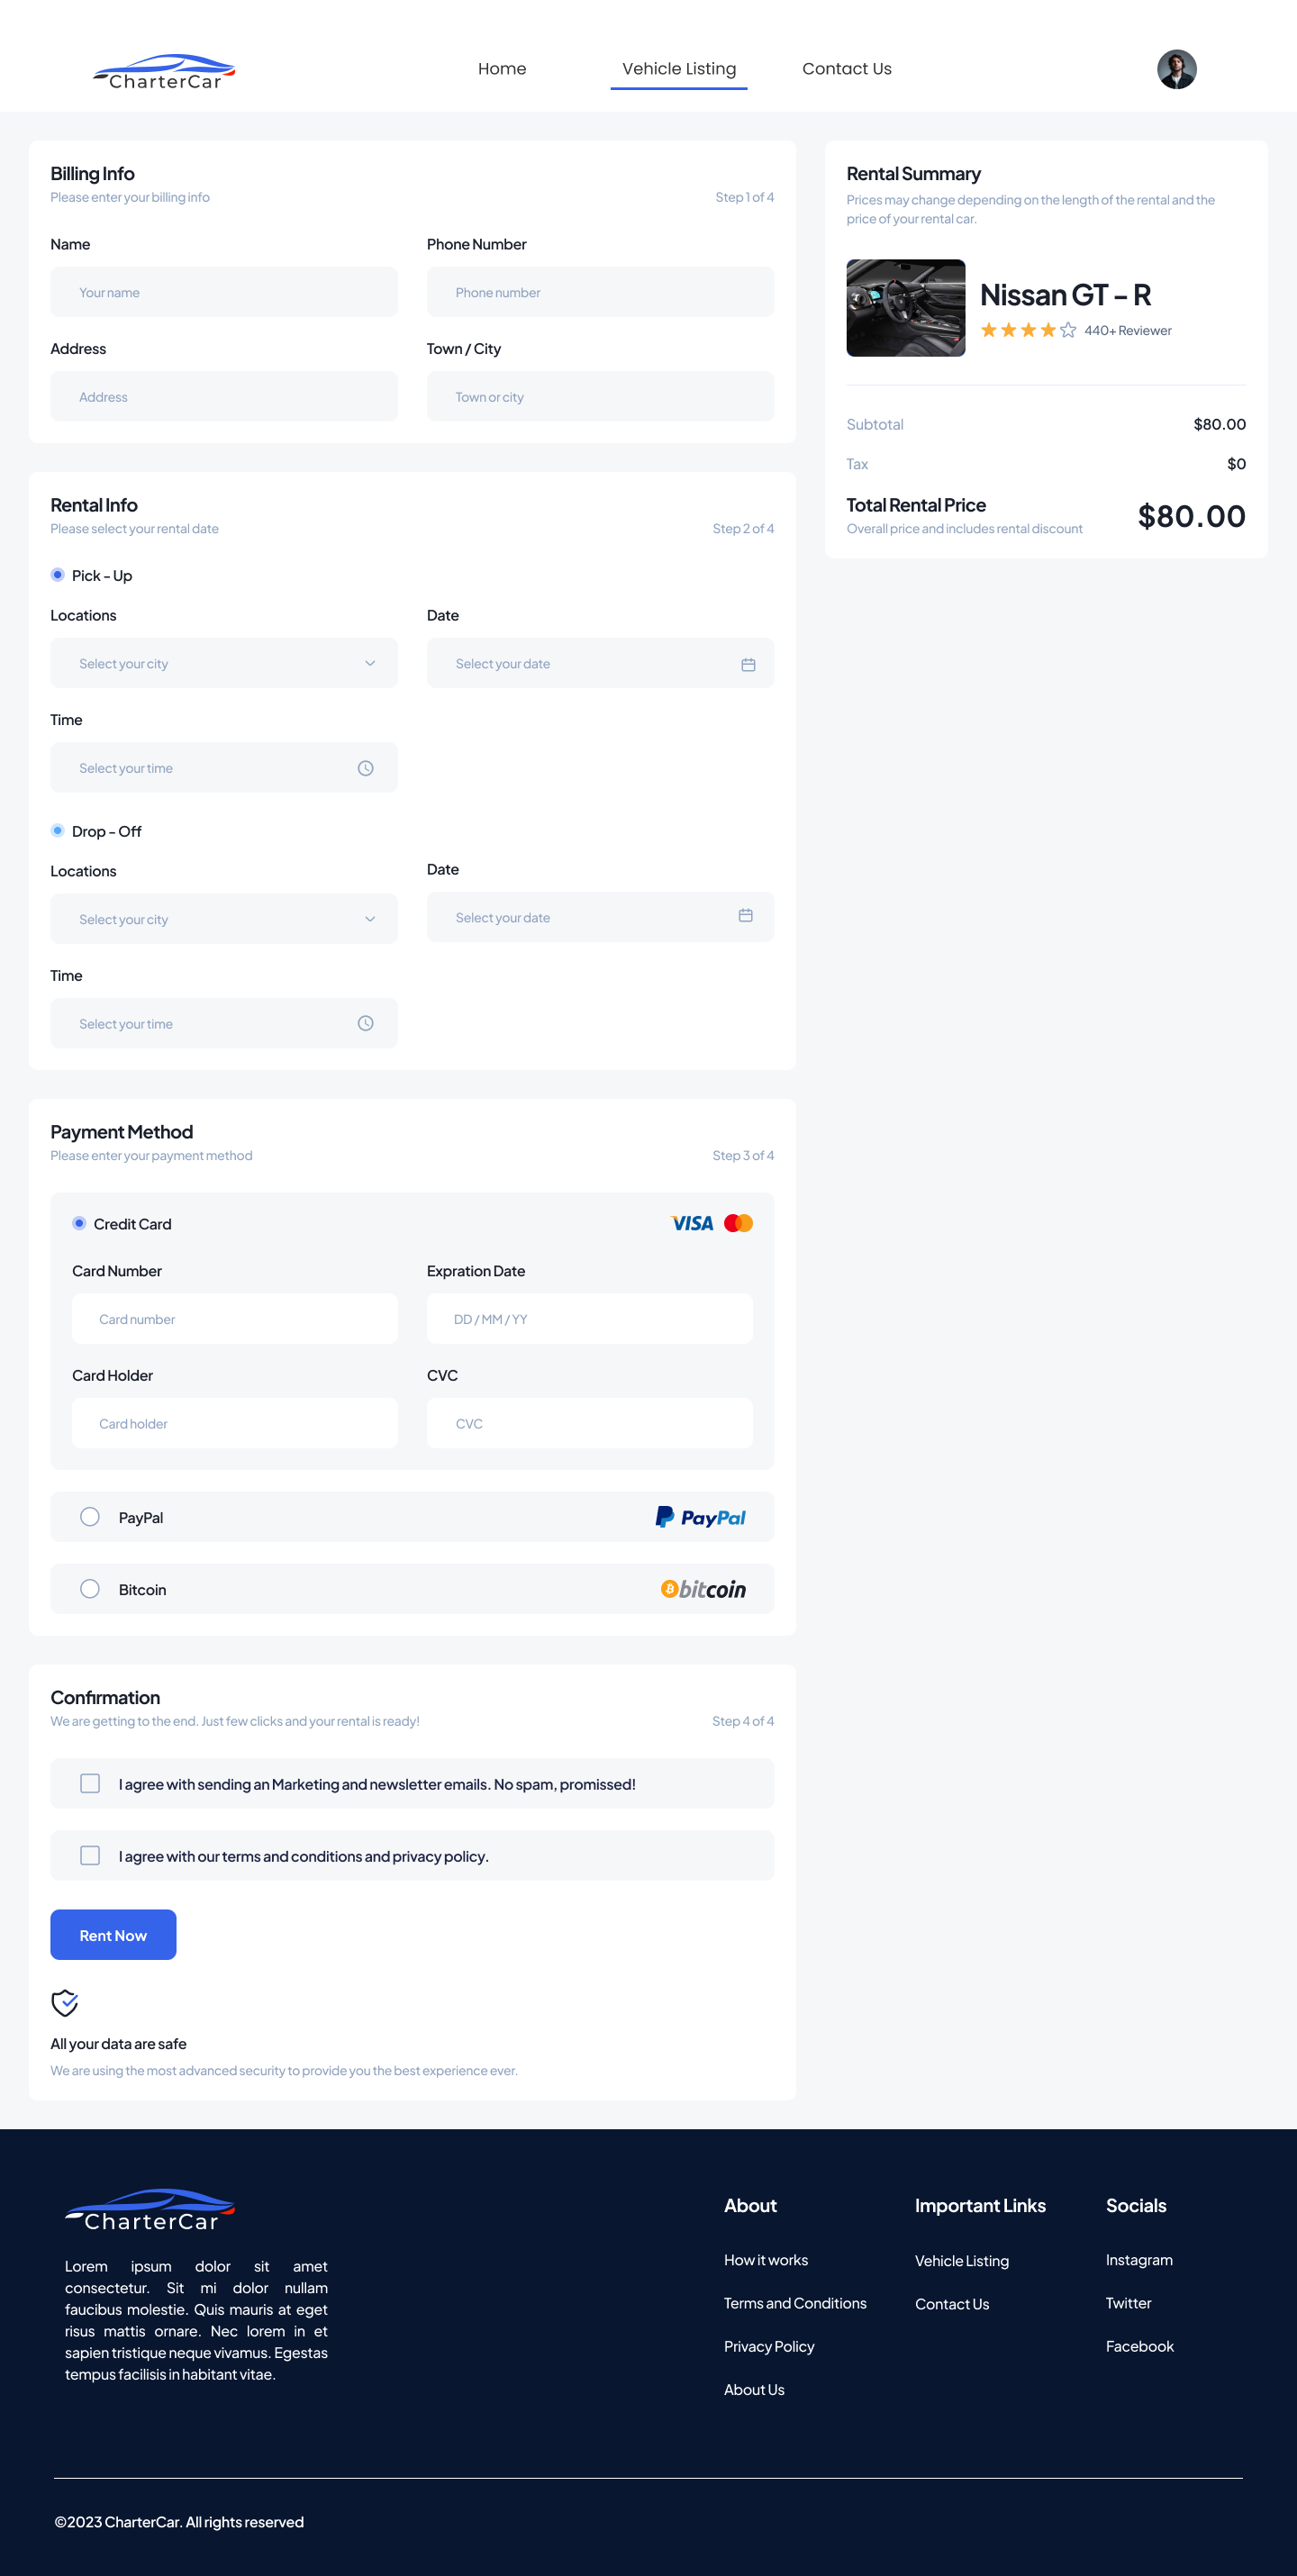 CharterCar
Home
Vehicle Listing
Contact Us
Billing Info
Please enter your billing info
Step 1 of 4
Name
Phone Number
Your name
Phone number
Address
Town / City
Address
Town or city
Rental Summary
Prices may change depending on the length of the rental and the
price of your rental car.
Nissan GT - R
440+ Reviewer
Subtotal
$80.00
Tax
$0
Total Rental Price
Overall price and includes rental discount
$80.00
Rental Info
Please select your rental date
Step 2 of 4
Pick - Up
Locations
Date
Select your city
Select your date
Time
Select your time
Drop - Off
Locations
Date
Select your city
Select your date
Time
Select your time
Payment Method
Please enter your payment method
Step 3 of 4
Credit Card
VISA
Card Number
Expration Date
Card number
DD / MM / YY
Card Holder
CVC
Card holder
CVC
PayPal
PayPal
Bitcoin
bitcoin
Confirmation
We are getting to the end. Just few clicks and your rental is ready!
Step 4 of 4
I agree with sending an Marketing and newsletter emails. No spam, promissed!
I agree with our terms and conditions and privacy policy.
Rent Now
All your data are safe
We are using the most advanced security to provide you the best experience ever.
CharterCar
Lorem ipsum dolor sit amet
consectetur. Sit mi dolor nullam
faucibus molestie. Quis mauris at eget
risus mattis ornare. Nec lorem in et
sapien tristique neque vivamus. Egestas
tempus facilisis in habitant vitae.
About
How it works
Terms and Conditions
Privacy Policy
About Us
Important Links
Vehicle Listing
Contact Us
Socials
Instagram
Twitter
Facebook
©2023 CharterCar. All rights reserved